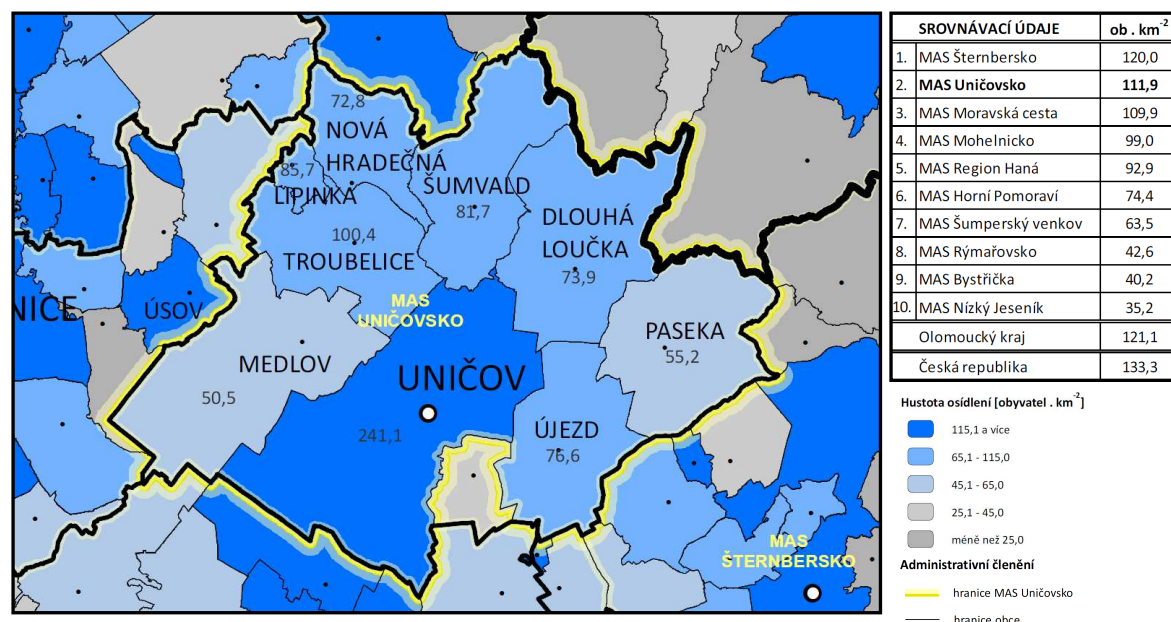 72,8
NOVÁ
HRADEČNÁ
85,7
LIPINKA
ŠUMVALD
81,7
DLOUHÁ
LOUČKA
73,9
100,4
TROUBELICE
NICE
ÚSOV
MAS
UNIČOVSKO
PASEKA
55,2
MEDLOV
50,5
UNIČOV
241,1
ÚJEZD
76,6
MAS
ŠTERNBERSKO
SROVNÁVACÍ ÚDAJE ob . km-2
1. MAS Šternbersko 120,0
2. MAS Uničovsko 111,9
3. MAS Moravská cesta 109,9
4. MAS Mohelnicko 99,0
5. MAS Region Haná 92,9
6. MAS Horní Pomoraví 74,4
7. MAS Šumperský venkov 63,5
8. MAS Rýmařovsko 42,6
9. MAS Bystřička 40,2
10. MAS Nízký Jeseník 35,2
Olomoucký kraj 121,1
Česká republika 133,3
Hustota osídlení [obyvatel . km-2]
115,1 a více
65,1 - 115,0
45,1 - 65,0
25,1 - 45,0
méně než 25,0
Administrativní členění
hranice MAS Uničovsko
hranice obce